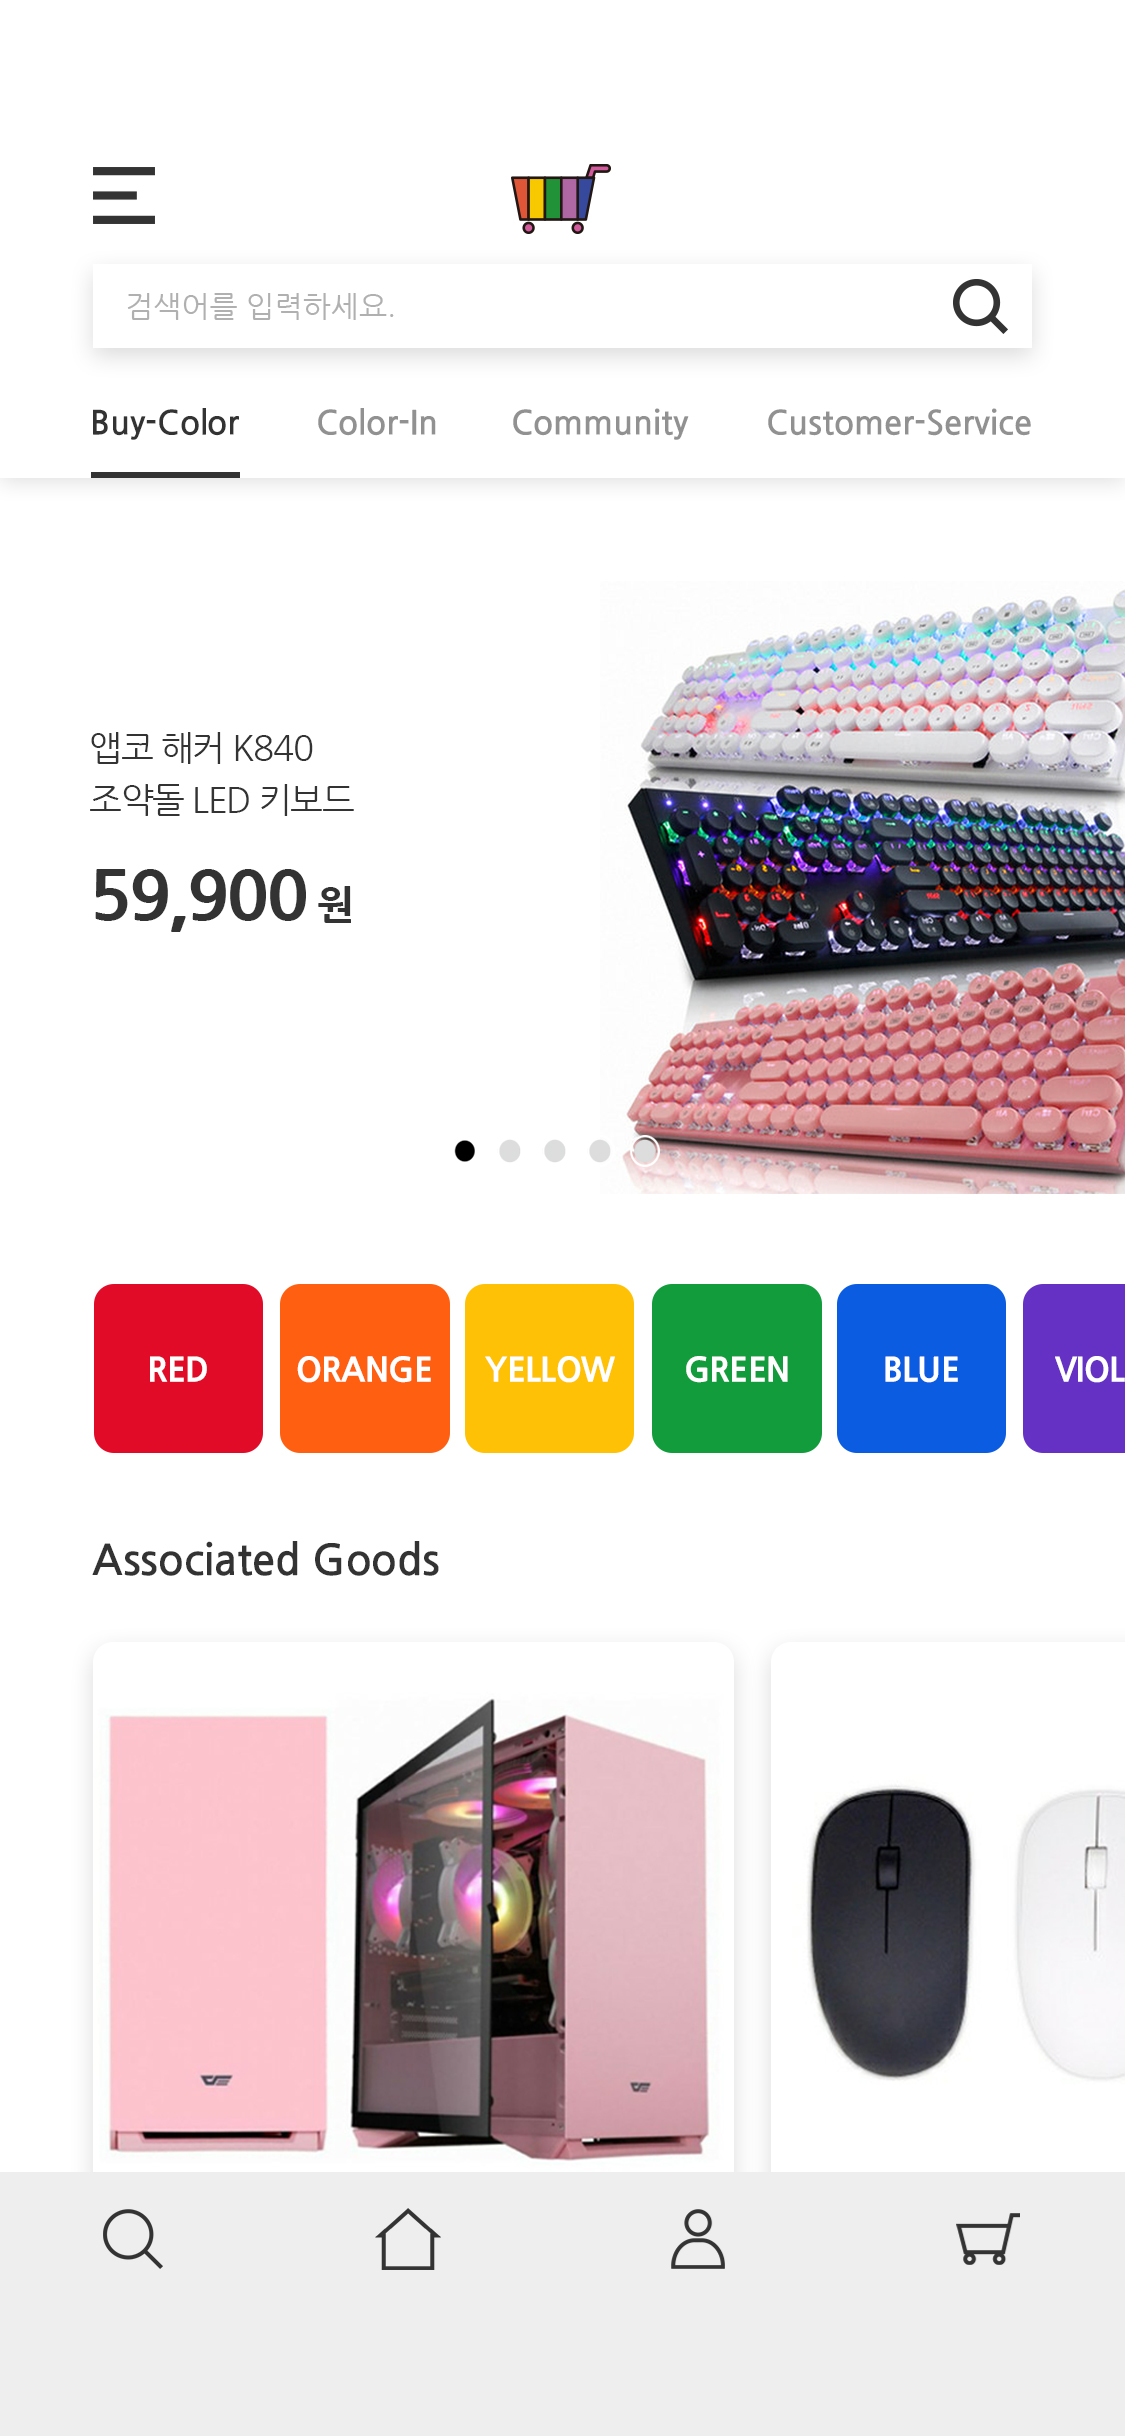 검색어를 입력하세요.
Buy-Color Color-In Community Customer-Service
앱코 해커 K840
조약돌 LED 키보드
59,900 원
RED ORANGE YELLOW GREEN BLUE VIOL
Associated Goods